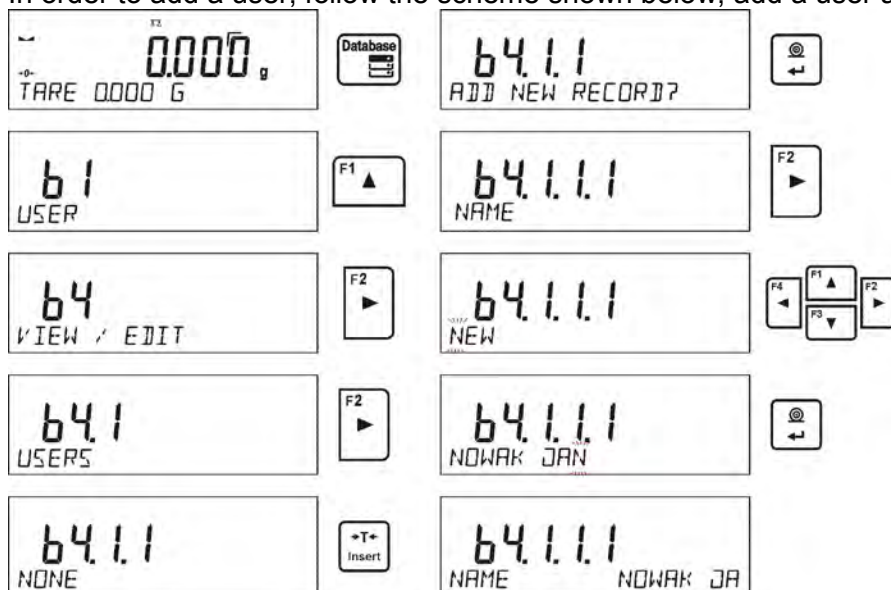 In order to add a user, follow the scheme shown below, add a user
0.000 g
→0←
TARE 0.000 G
Database
b1
USER
F1
b4
VIEW / EDIT
F2
b4.1
USERS
F2
b4.1.1
NONE
→T←
Insert
b4.1.1
ADD NEW RECORD?
b4.1.1.1
NAME
F2
b4.1.1.1
NEW
F4 F1 F2
F3
b4.1.1.1
NOWAK JAN
b4.1.1.1
NAME NOWAK JA